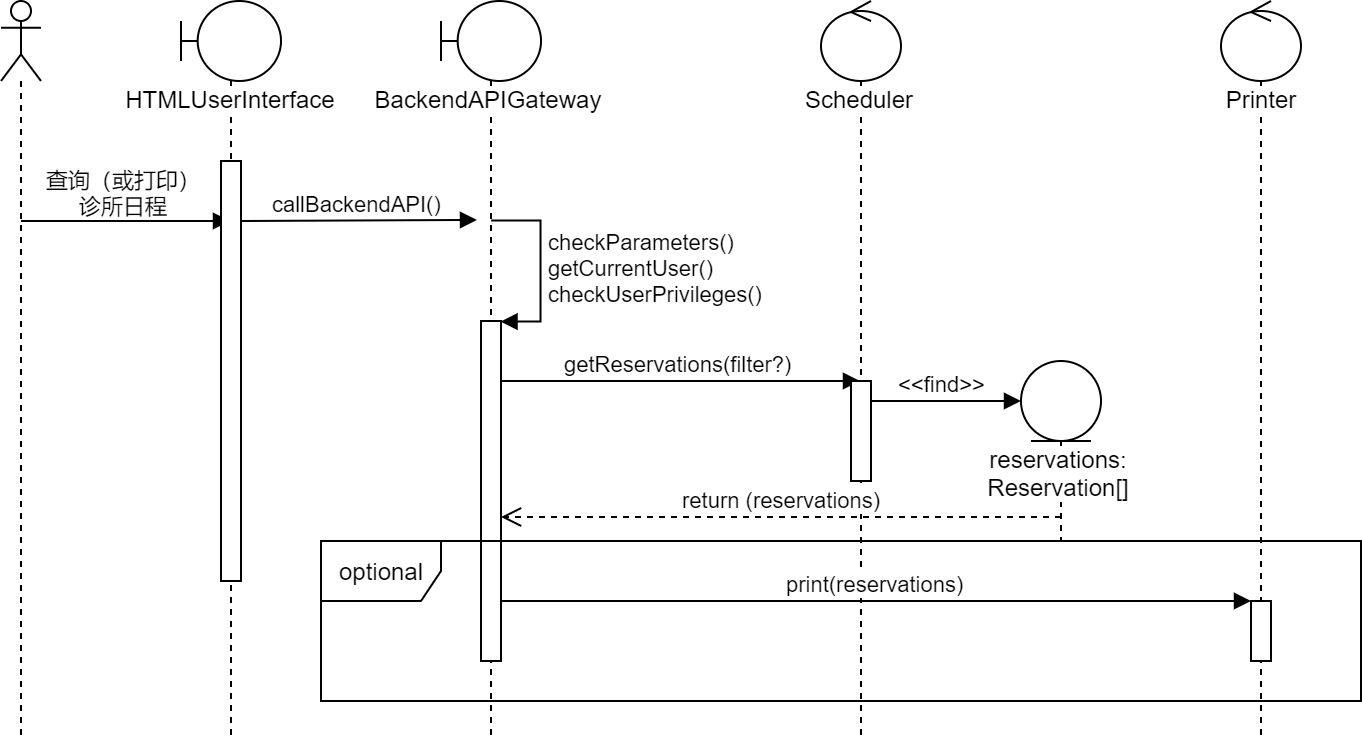 HTMLUserInterface
BackendAPIGateway
Scheduler
Printer
查询（或打印）
诊所日程
callBackendAPI()
checkParameters()
getCurrentUser()
checkUserPrivileges()
getReservations(filter?)
<<find>>
reservations:
Reservation[]
return (reservations)
optional
print(reservations)